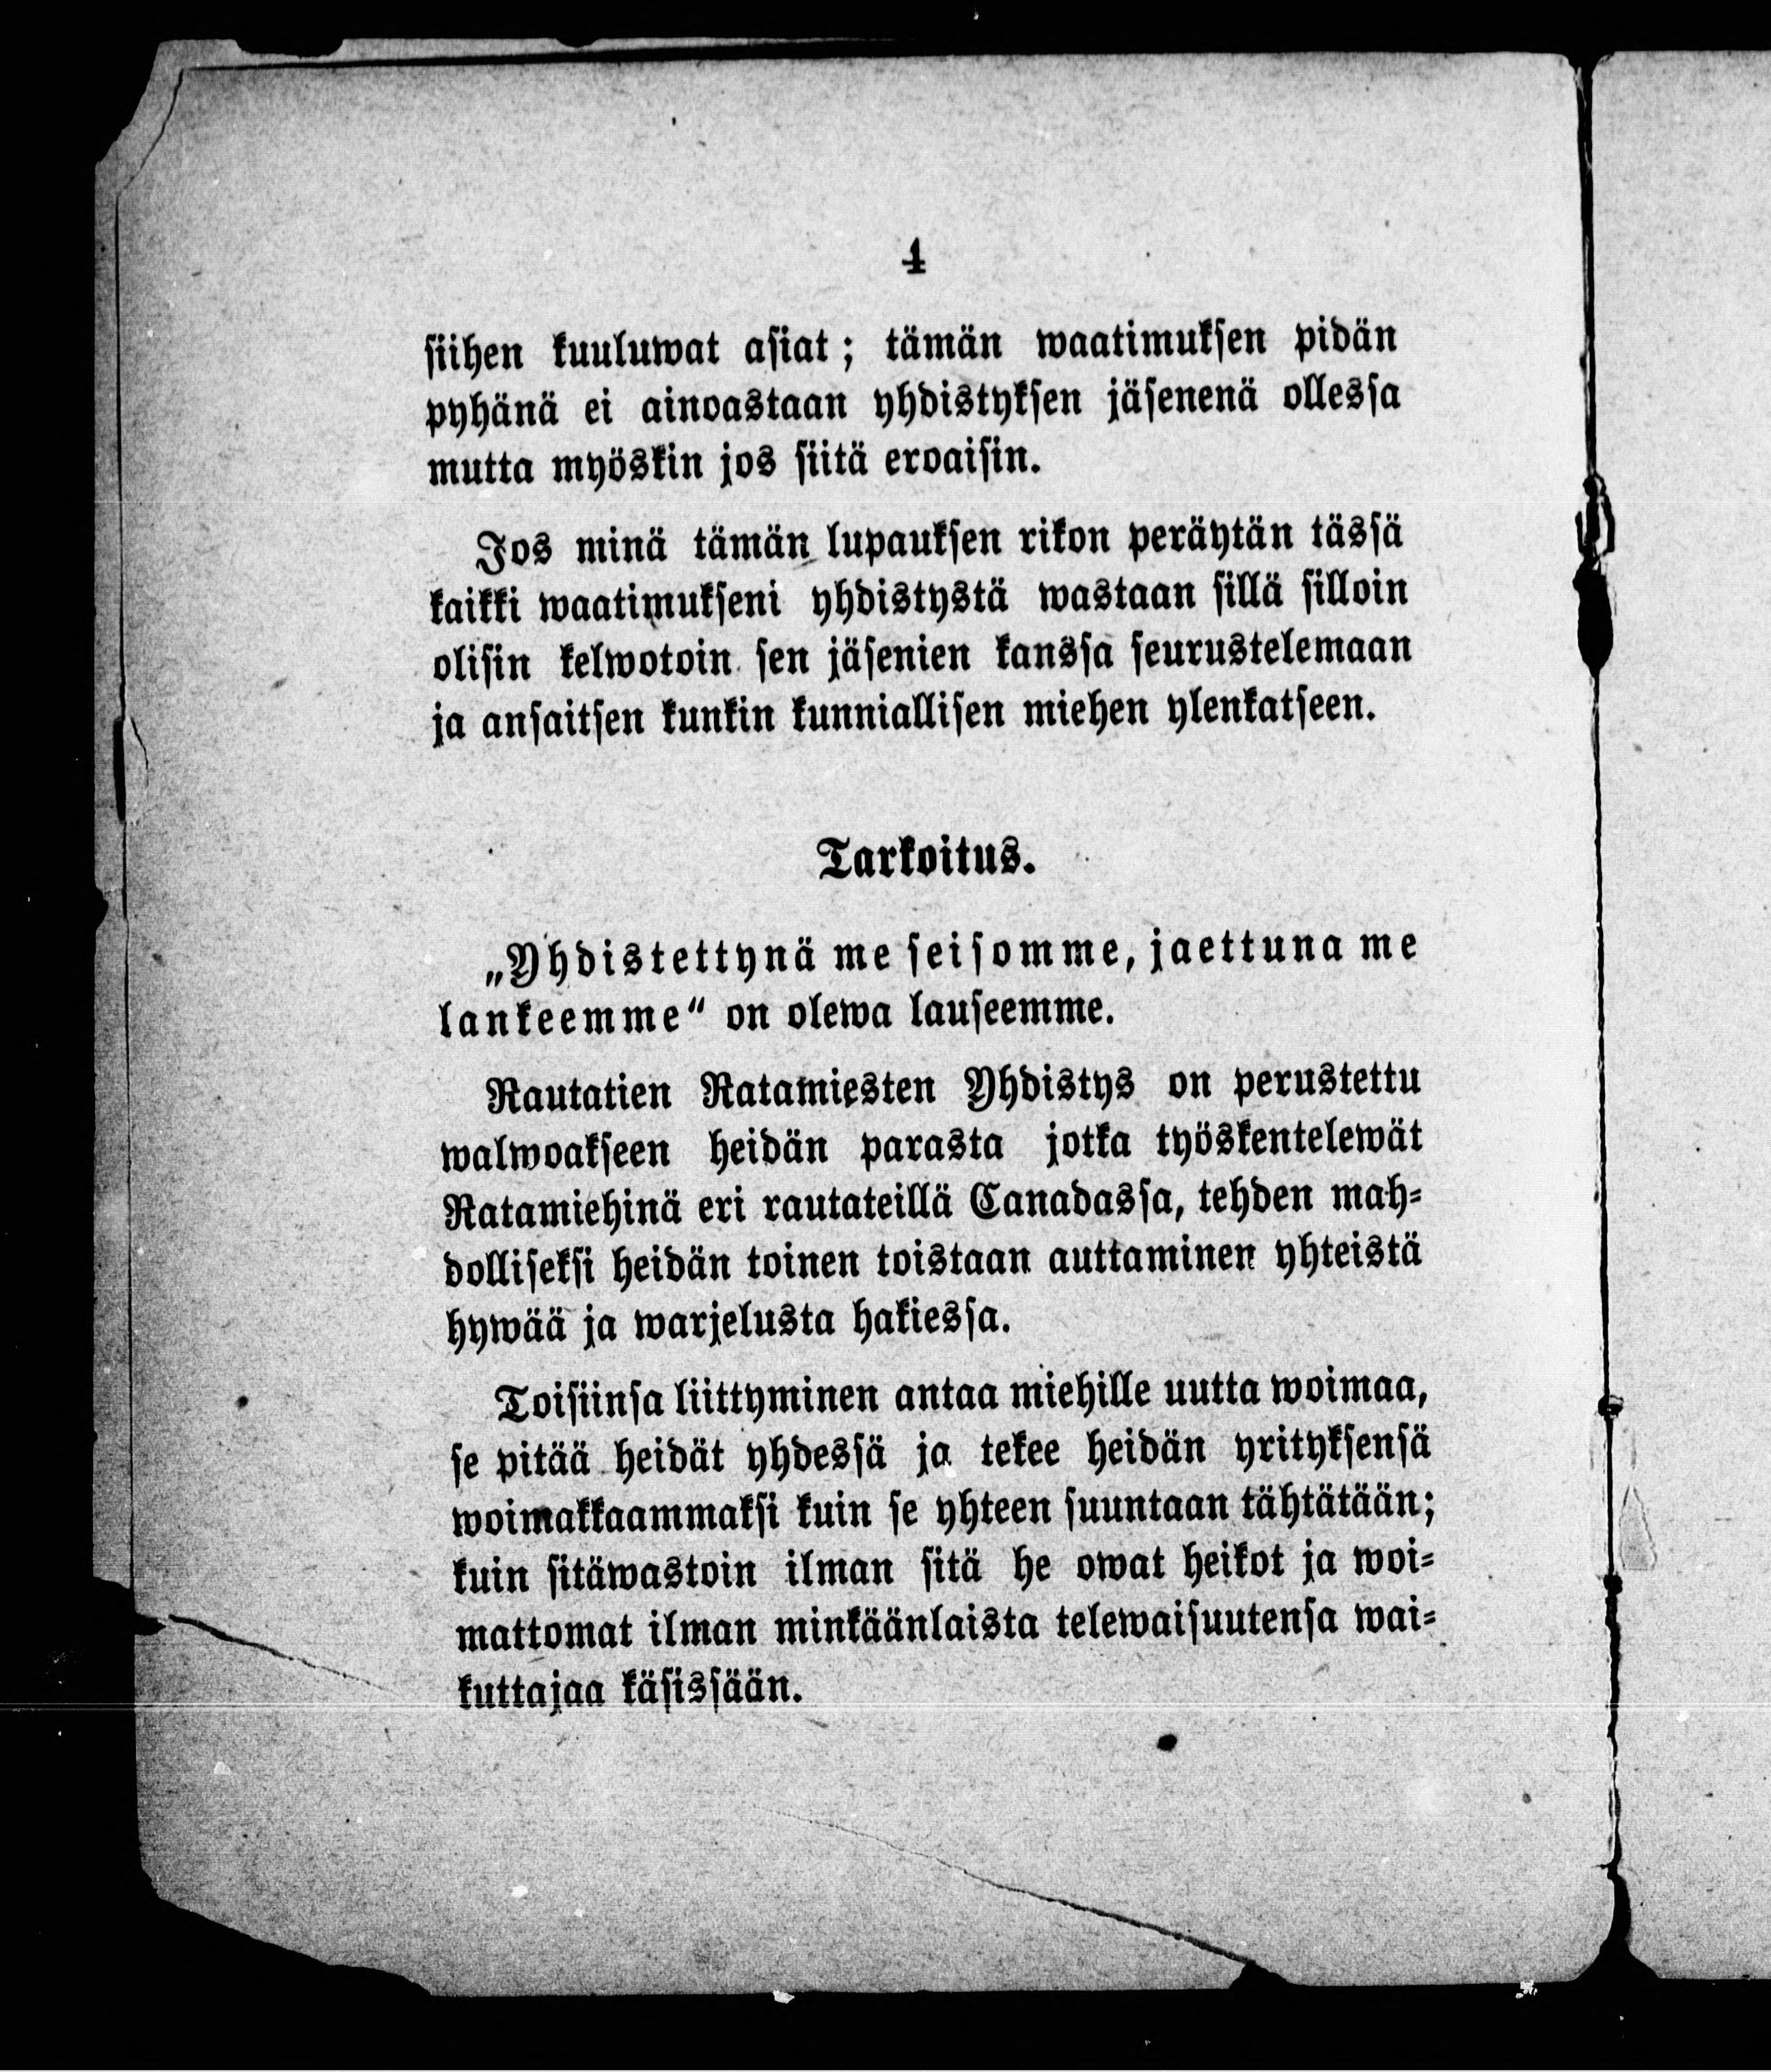 4
siihen kuuluwat asiat; tämän waatimuksen pidän
pyhänä ei ainoastaan yhdistyksen jäsenenä ollessa
mutta myöskin jos siitä eroaisin.
Jos minä tämän lupauksen rikon peräytän tässä
kaikki waatimukseni yhdistystä wastaan sillä silloin
olisin kelwotoin sen jäsenien kanssa seurustelemaan
ja ansaitsen kunkin kunniallisen miehen ylenkatseen.
Tarkoitus.
„Yhdistettynä me seisomme, jaettuna me
lankeemme“ on olewa lauseemme.
Rautatien Ratamiesten Yhdistys on perustettu
walwoakseen heidän parasta jotka työskentelewät
Ratamiehinä eri rautateillä Canadassa, tehden mah-
dolliseksi heidän toinen toistaan auttaminen yhteistä
hywää ja warjelusta hakiessa.
Toisiinsa liittyminen antaa miehille uutta woimaa,
se pitää heidät yhdessä ja tekee heidän yrityksensä
woimakkaammaksi kuin se yhteen suuntaan tähtätään;
kuin sitäwastoin ilman sitä he owat heikot ja woi-
mattomat ilman minkäänlaista telewaisuutensa wai-
kuttajaa käsissään.